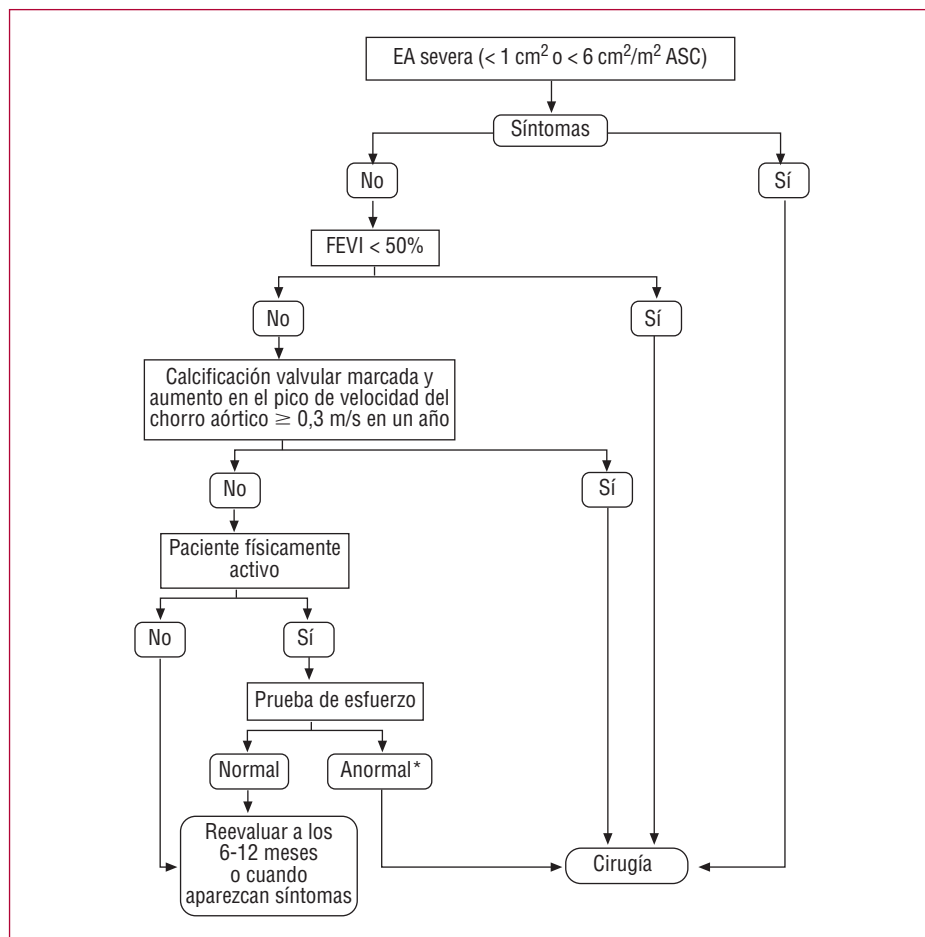 EA severa (< 1 cm² o < 6 cm²/m² ASC)
Síntomas
No
Sí
FEVI < 50%
No
Sí
Calcificación valvular marcada y
aumento en el pico de velocidad del
chorro aórtico ≥ 0,3 m/s en un año
No
Sí
Paciente físicamente
activo
No
Sí
Prueba de esfuerzo
Normal
Anormal*
Reevaluar a los
6-12 meses
o cuando
aparezcan síntomas
Cirugía